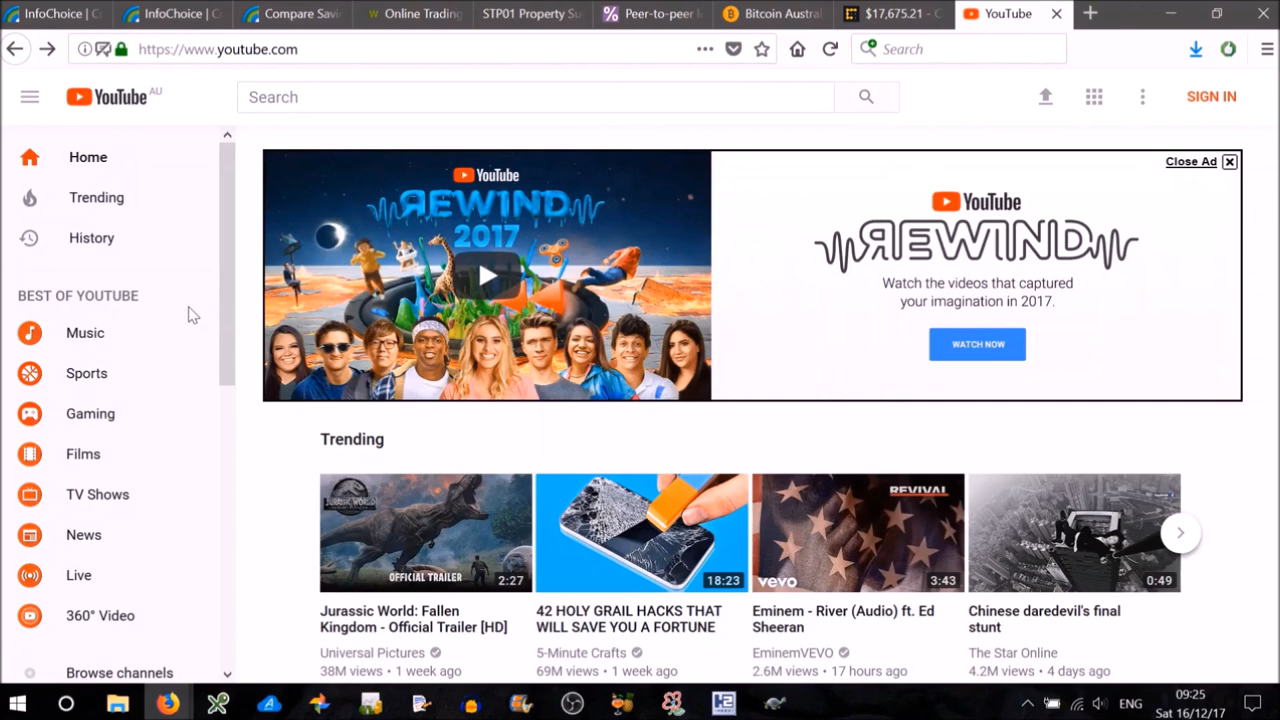 InfoChoice | C
InfoChoice | C
Compare Savi
Online Trading
STP01 Property Su
Peer-to-peer
Bitcoin Austral
$17,675.21 - C
YouTube
https://www.youtube.com
Search
YouTube AU
Search
SIGN IN
Home
Trending
History
BEST OF YOUTUBE
Music
Sports
Gaming
Films
TV Shows
News
Live
360° Video
Browse channels
YouTube
REWIND
2017
Close Ad
YouTube
REWIND
Watch the videos that captured
your imagination in 2017.
WATCH NOW
Trending
JURASSIC WORLD
OFFICIAL TRAILER
2:27
18:23
REVIVAL
vevo
3:43
0:49
Jurassic World: Fallen
Kingdom - Official Trailer [HD]
Universal Pictures
38M views • 1 week ago
42 HOLY GRAIL HACKS THAT
WILL SAVE YOU A FORTUNE
5-Minute Crafts
69M views • 1 week ago
Eminem - River (Audio) ft. Ed
Sheeran
EminemVEVO
2.6M views • 17 hours ago
Chinese daredevil's final
stunt
The Star Online
4.2M views • 4 days ago
ENG
09:25
Sat 16/12/17